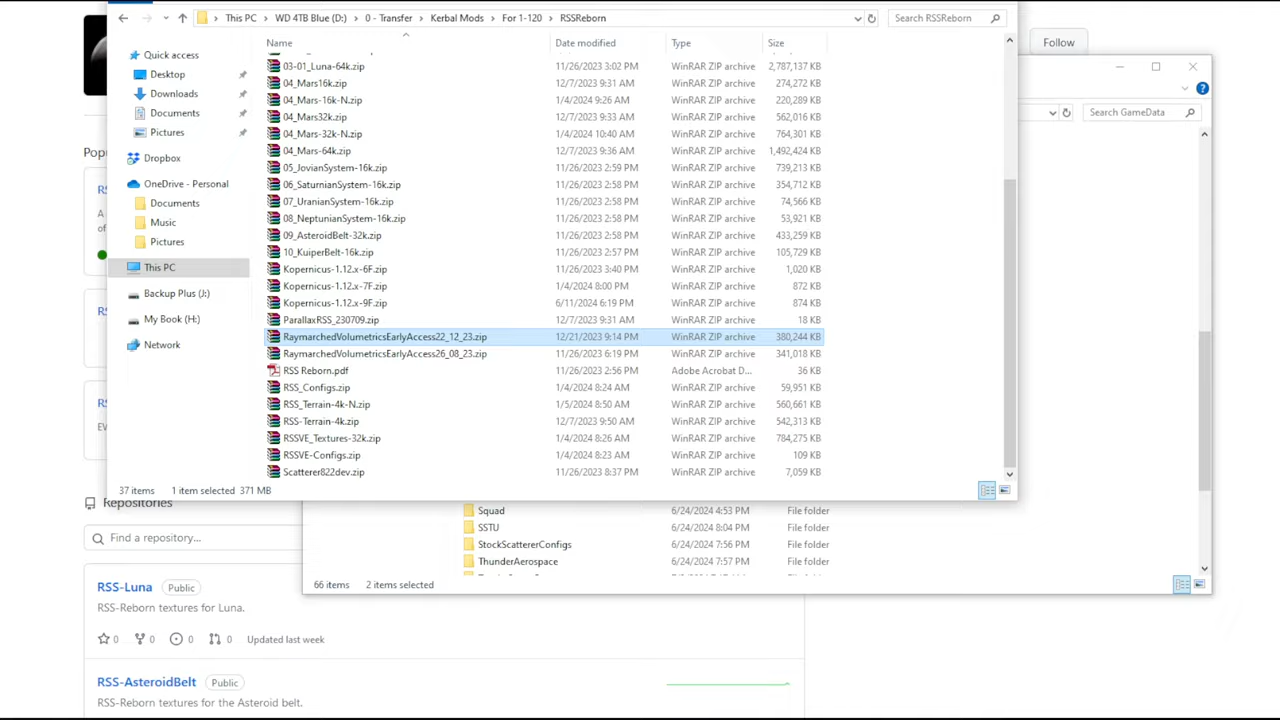 This PC › WD 4TB Blue (D:) › 0 - Transfer › Kerbal Mods › For 1-120 › RSSReborn
Search RSSReborn
Follow
Search GameData
Name Date modified Type Size
Quick access
Desktop
Downloads
Documents
Pictures
Dropbox
OneDrive - Personal
Documents
Music
Pictures
This PC
Backup Plus (J:)
My Book (H:)
Network
03-01_Luna-64k.zip 11/26/2023 3:02 PM WinRAR ZIP archive 2,787,137 KB
04_Mars16k.zip 12/7/2023 9:31 AM WinRAR ZIP archive 274,272 KB
04_Mars-16k-N.zip 1/4/2024 9:26 AM WinRAR ZIP archive 220,289 KB
04_Mars32k.zip 12/7/2023 9:33 AM WinRAR ZIP archive 562,016 KB
04_Mars-32k-N.zip 1/4/2024 10:40 AM WinRAR ZIP archive 764,301 KB
04_Mars-64k.zip 12/7/2023 9:36 AM WinRAR ZIP archive 1,492,424 KB
05_JovianSystem-16k.zip 11/26/2023 2:59 PM WinRAR ZIP archive 739,213 KB
06_SaturnianSystem-16k.zip 11/26/2023 2:58 PM WinRAR ZIP archive 354,712 KB
07_UranianSystem-16k.zip 11/26/2023 2:58 PM WinRAR ZIP archive 74,566 KB
08_NeptunianSystem-16k.zip 11/26/2023 2:58 PM WinRAR ZIP archive 53,921 KB
09_AsteroidBelt-32k.zip 11/26/2023 2:58 PM WinRAR ZIP archive 433,259 KB
10_KuiperBelt-16k.zip 11/26/2023 2:57 PM WinRAR ZIP archive 105,729 KB
Kopernicus-1.12.x-6F.zip 11/26/2023 3:40 PM WinRAR ZIP archive 1,020 KB
Kopernicus-1.12.x-7F.zip 1/4/2024 8:00 PM WinRAR ZIP archive 872 KB
Kopernicus-1.12.x-9F.zip 6/11/2024 6:19 PM WinRAR ZIP archive 874 KB
ParallaxRSS_230709.zip 12/7/2023 9:31 AM WinRAR ZIP archive 18 KB
RaymarchedVolumetricsEarlyAccess22_12_23.zip 12/21/2023 9:14 PM WinRAR ZIP archive 380,244 KB
RaymarchedVolumetricsEarlyAccess26_08_23.zip 11/26/2023 6:19 PM WinRAR ZIP archive 341,018 KB
RSS Reborn.pdf 11/26/2023 2:56 PM Adobe Acrobat D... 36 KB
RSS_Configs.zip 1/4/2024 8:24 AM WinRAR ZIP archive 59,951 KB
RSS_Terrain-4k-N.zip 1/5/2024 8:50 AM WinRAR ZIP archive 560,661 KB
RSS-Terrain-4k.zip 12/7/2023 9:50 AM WinRAR ZIP archive 542,313 KB
RSSVE_Textures-32k.zip 1/4/2024 8:26 AM WinRAR ZIP archive 784,275 KB
RSSVE-Configs.zip 1/4/2024 8:23 AM WinRAR ZIP archive 109 KB
Scatterer822dev.zip 11/26/2023 8:37 PM WinRAR ZIP archive 7,059 KB
37 items 1 item selected 371 MB
Squad 6/24/2024 4:53 PM File folder
SSTU 6/24/2024 8:04 PM File folder
StockScattererConfigs 6/24/2024 7:56 PM File folder
ThunderAerospace 6/24/2024 7:57 PM File folder
66 items 2 items selected
Repositories
Find a repository...
RSS-Luna Public
RSS-Reborn textures for Luna.
0 0 0 0 Updated last week
RSS-AsteroidBelt Public
RSS-Reborn textures for the Asteroid belt.